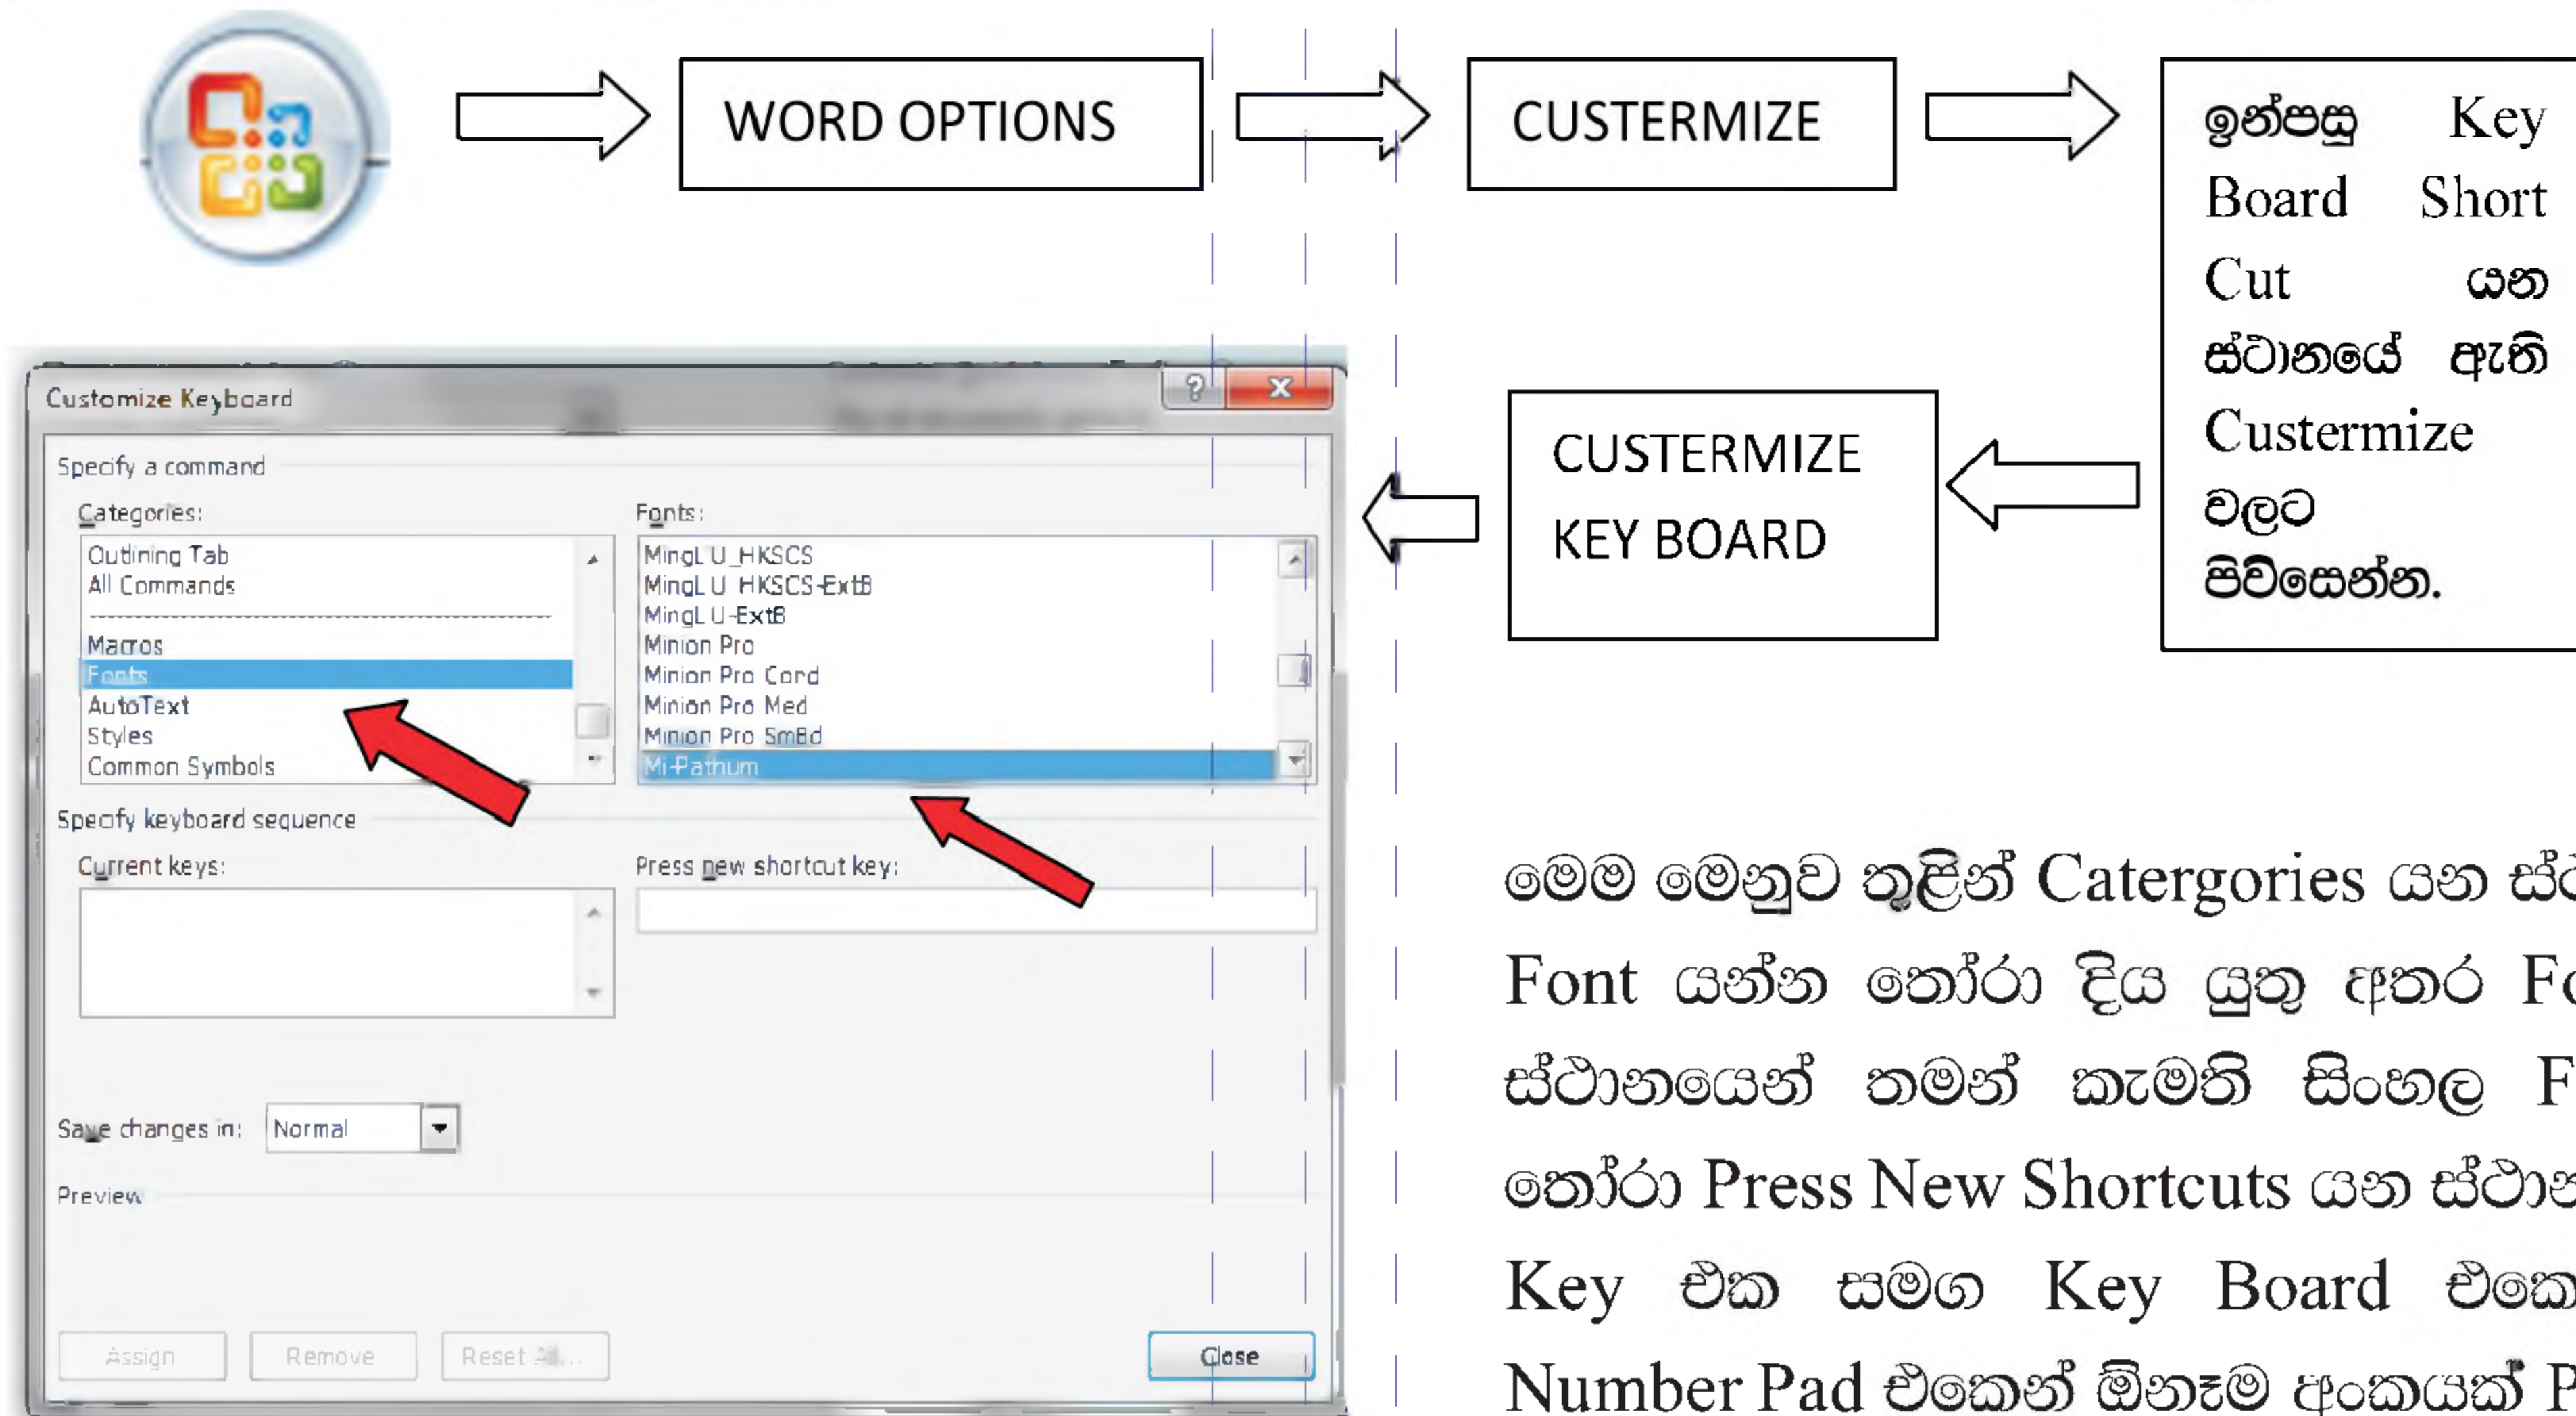 WORD OPTIONS
CUSTERMIZE
ඉන්පසු Key
Board Short
Cut යන
ස්ථානයේ ඇති
Custermize
වලට
පිවිසෙන්න.
CUSTERMIZE
KEY BOARD
Customize Keyboard
Specify a command
Categories:
Outlining Tab
All Commands
Macros
Fonts
AutoText
Styles
Common Symbols
Fonts:
MingLiU_HKSCS
MingLiU_HKSCS-ExtB
MingLiU-ExtB
Minion Pro
Minion Pro Cond
Minion Pro Med
Minion Pro SmBd
Mi-Pathum
Specify keyboard sequence
Current keys:
Press new shortcut key:
Save changes in: Normal
Preview
Assign Remove Reset All... Close
මෙම මෙනුව තුළින් Catergories යන
Font යන්න තෝරා දිය යුතු අතර
ස්ථානයෙන් තමන් කැමති සිංහල
තෝරා Press New Shortcuts යන
Key එක සමග Key Board
Number Pad එකෙන් ඕනෑම අංකයක්